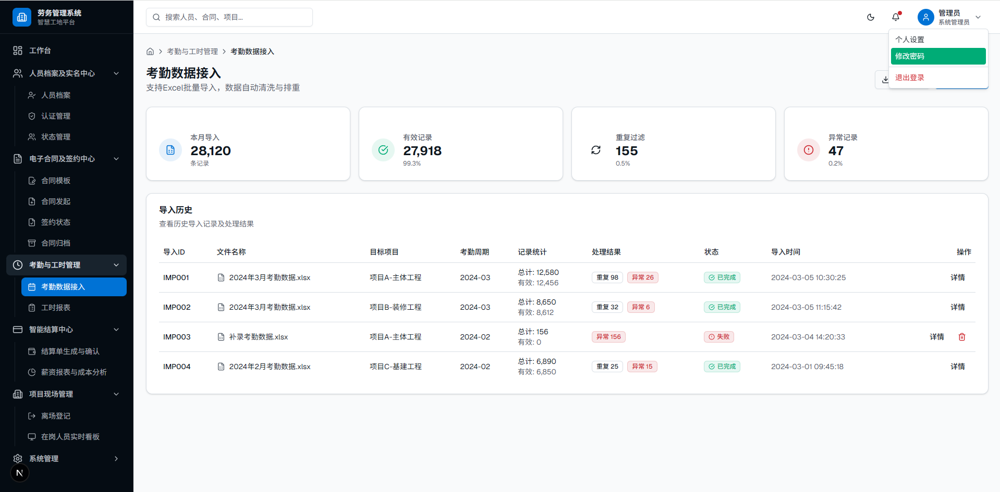 劳务管理系统
智慧工地平台
搜索人员、合同、项目...
管理员
系统管理员
个人设置
修改密码
退出登录
工作台
人员档案及实名中心
人员档案
认证管理
状态管理
电子合同及签约中心
合同模板
合同发起
签约状态
合同归档
考勤与工时管理
考勤数据接入
工时报表
智能结算中心
结算单生成与确认
薪资报表与成本分析
项目现场管理
离场登记
在岗人员实时看板
系统管理
N
考勤与工时管理 > 考勤数据接入
考勤数据接入
支持Excel批量导入，数据自动清洗与排重
本月导入
28,120
条记录
有效记录
27,918
99.3%
重复过滤
155
0.5%
异常记录
47
0.2%
导入历史
查看历史导入记录及处理结果
导入ID 文件名称 目标项目 考勤周期 记录统计 处理结果 状态 导入时间 操作
IMP001 2024年3月考勤数据.xlsx 项目A-主体工程 2024-03 总计: 12,580 重复 98 异常 26 已完成 2024-03-05 10:30:25 详情
有效: 12,456
IMP002 2024年3月考勤数据.xlsx 项目B-装修工程 2024-03 总计: 8,650 重复 32 异常 6 已完成 2024-03-05 11:15:42 详情
有效: 8,612
IMP003 补录考勤数据.xlsx 项目A-主体工程 2024-02 总计: 156 异常 156 失败 2024-03-04 14:20:33 详情
有效: 0
IMP004 2024年2月考勤数据.xlsx 项目C-基建工程 2024-02 总计: 6,890 重复 25 异常 15 已完成 2024-03-01 09:45:18 详情
有效: 6,850